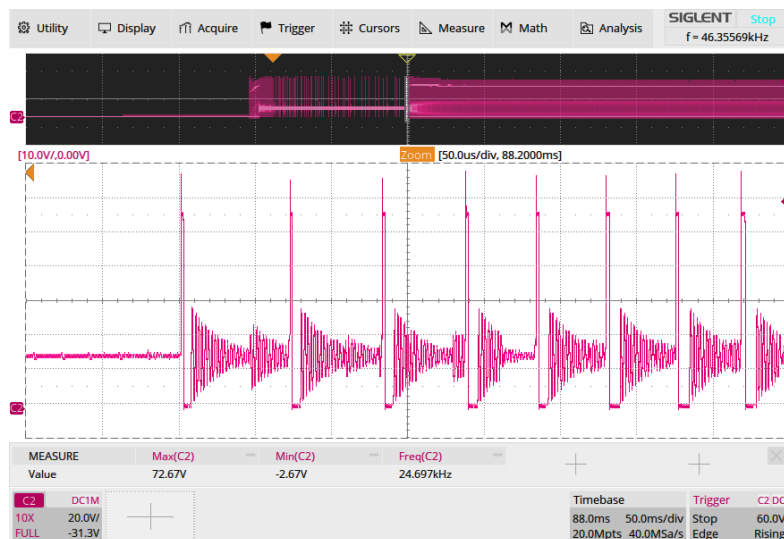 Utility Display Acquire Trigger Cursors Measure Math Analysis SIGLENT Stop
f = 46.35569kHz
C2
[10.0V/,0.00V] Zoom [50.0us/div, 88.2000ms]
C2
MEASURE Max(C2) Min(C2) Freq(C2)
Value 72.67V -2.67V 24.697kHz
C2 DC1M Timebase Trigger C2 DC
10X 20.0V/ 88.0ms 50.0ms/div Stop 60.0V
FULL -31.3V 20.0Mpts 40.0MSa/s Edge Rising